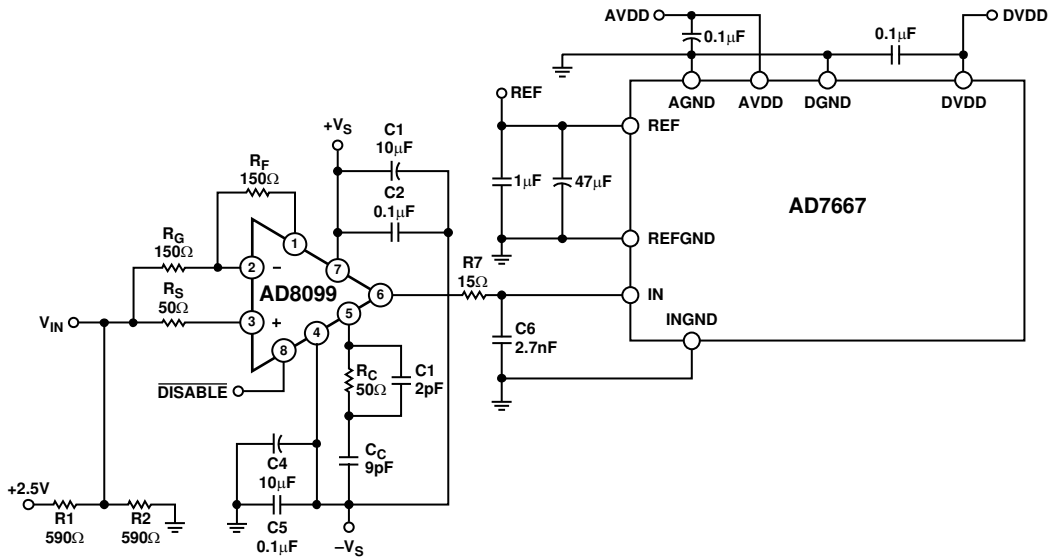 AVDD
DVDD
0.1µF
0.1µF
REF
AGND
AVDD
DGND
DVDD
+VS
C1
10µF
REF
RF
150Ω
C2
0.1µF
1µF
47µF
AD7667
1
RG
150Ω
7
REFGND
2
−
RS
50Ω
AD8099
6
R7
15Ω
IN
VIN
3
+
5
INGND
4
8
C6
2.7nF
RC
50Ω
C1
2pF
DISABLE
CC
9pF
C4
10µF
+2.5V
R1
590Ω
R2
590Ω
C5
0.1µF
−VS